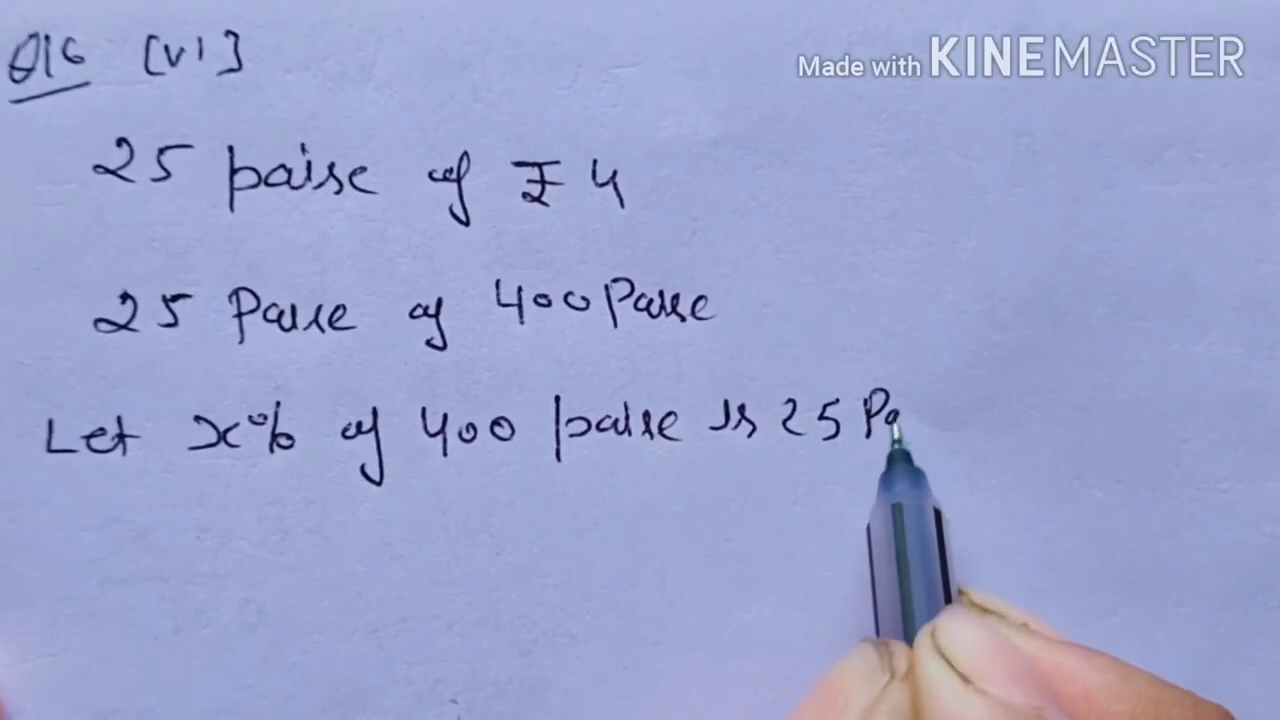 Q16 [VI]
Made with KINEMASTER
25 paise of ₹ 4
25 Paise of 400 Paise
Let x% of 400 paise is 25 Pa